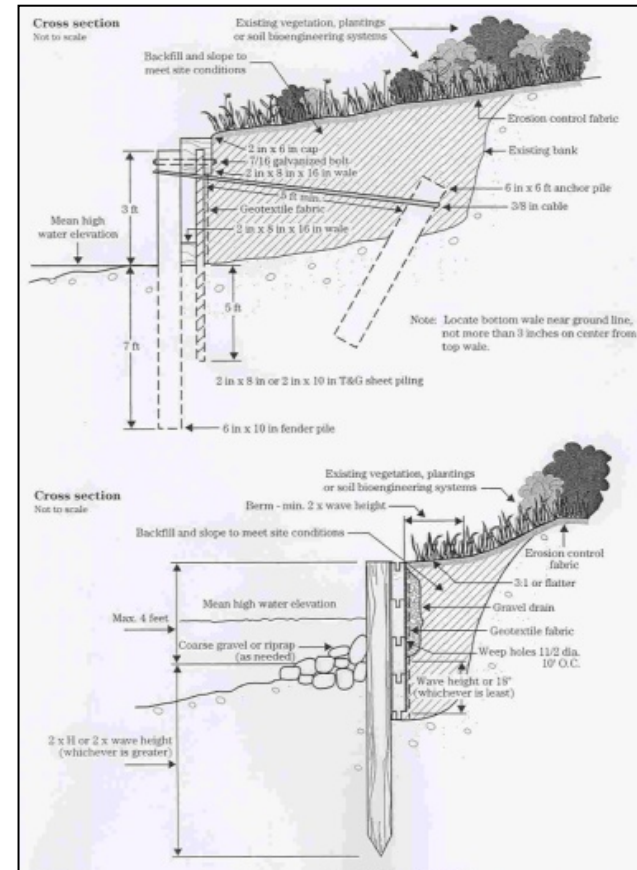 Cross section
Not to scale
Existing vegetation, plantings
or soil bioengineering systems
Backfill and slope to
meet site conditions
Erosion control fabric
2 in x 6 in cap
7/16 galvanized bolt
2 in x 8 in x 16 in wale
Existing bank
5 ft min.
6 in x 6 ft anchor pile
3 ft
Geotextile fabric
3/8 in cable
Mean high
water elevation
2 in x 8 in x 16 in wale
5 ft
Note: Locate bottom wale near ground line,
not more than 3 inches on center from
top wale.
7 ft
2 in x 8 in or 2 in x 10 in T&G sheet piling
6 in x 10 in fender pile
Cross section
Not to scale
Existing vegetation, plantings
or soil bioengineering systems
Berm - min. 2 x wave height
Backfill and slope to meet site conditions
Erosion control
fabric
3:1 or flatter
Mean high water elevation
Gravel drain
Max. 4 feet
Geotextile fabric
Coarse gravel or riprap
(as needed)
Weep holes 11/2 dia.
10' O.C.
Wave height or 18"
(whichever is least)
2 x H or 2 x wave height
(whichever is greater)